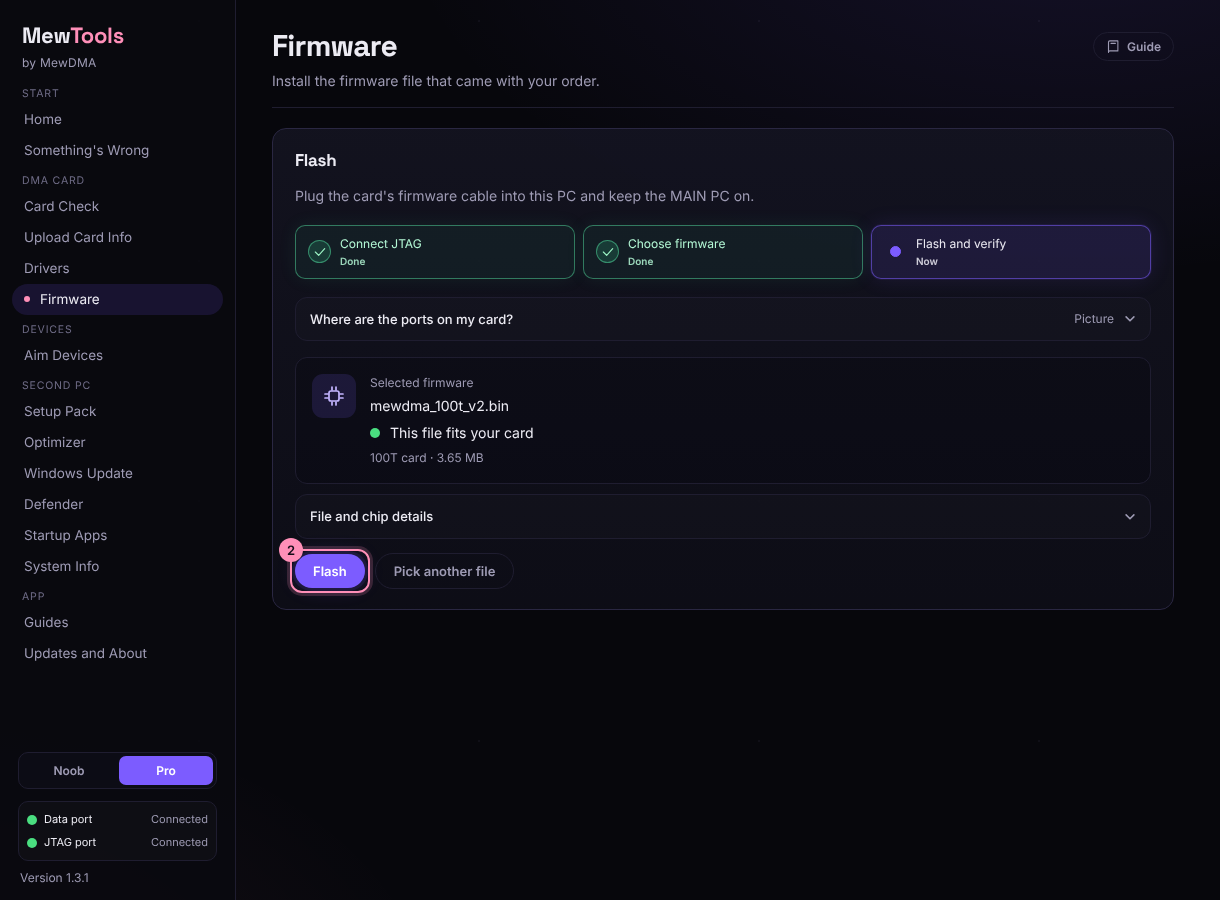 MewTools
by MewDMA
START
Home
Something's Wrong
DMA CARD
Card Check
Upload Card Info
Drivers
Firmware
DEVICES
Aim Devices
SECOND PC
Setup Pack
Optimizer
Windows Update
Defender
Startup Apps
System Info
APP
Guides
Updates and About
Noob
Pro
Data port Connected
JTAG port Connected
Version 1.3.1
Firmware
Guide
Install the firmware file that came with your order.
Flash
Plug the card's firmware cable into this PC and keep the MAIN PC on.
Connect JTAG
Done
Choose firmware
Done
Flash and verify
Now
Where are the ports on my card? Picture
Selected firmware
mewdma_100t_v2.bin
This file fits your card
100T card · 3.65 MB
File and chip details
2
Flash
Pick another file